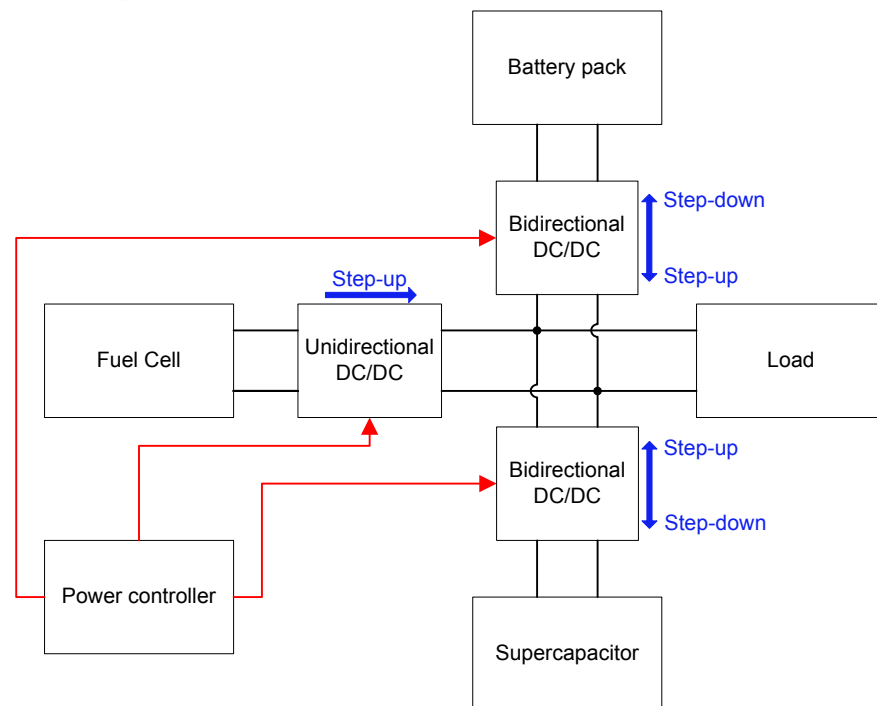 Battery pack
Bidirectional
DC/DC
Step-down
Step-up
Step-up
Fuel Cell
Unidirectional
DC/DC
Load
Bidirectional
DC/DC
Step-up
Step-down
Power controller
Supercapacitor